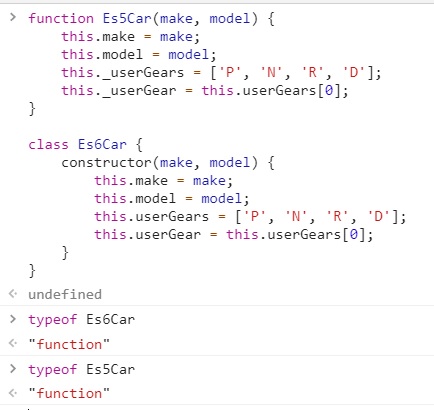 function Es5Car(make, model) {
    this.make = make;
    this.model = model;
    this._userGears = ['P', 'N', 'R', 'D'];
    this._userGear = this.userGears[0];
}

class Es6Car {
    constructor(make, model) {
        this.make = make;
        this.model = model;
        this.userGears = ['P', 'N', 'R', 'D'];
        this.userGear = this.userGears[0];
    }
}
undefined
typeof Es6Car
"function"
typeof Es5Car
"function"